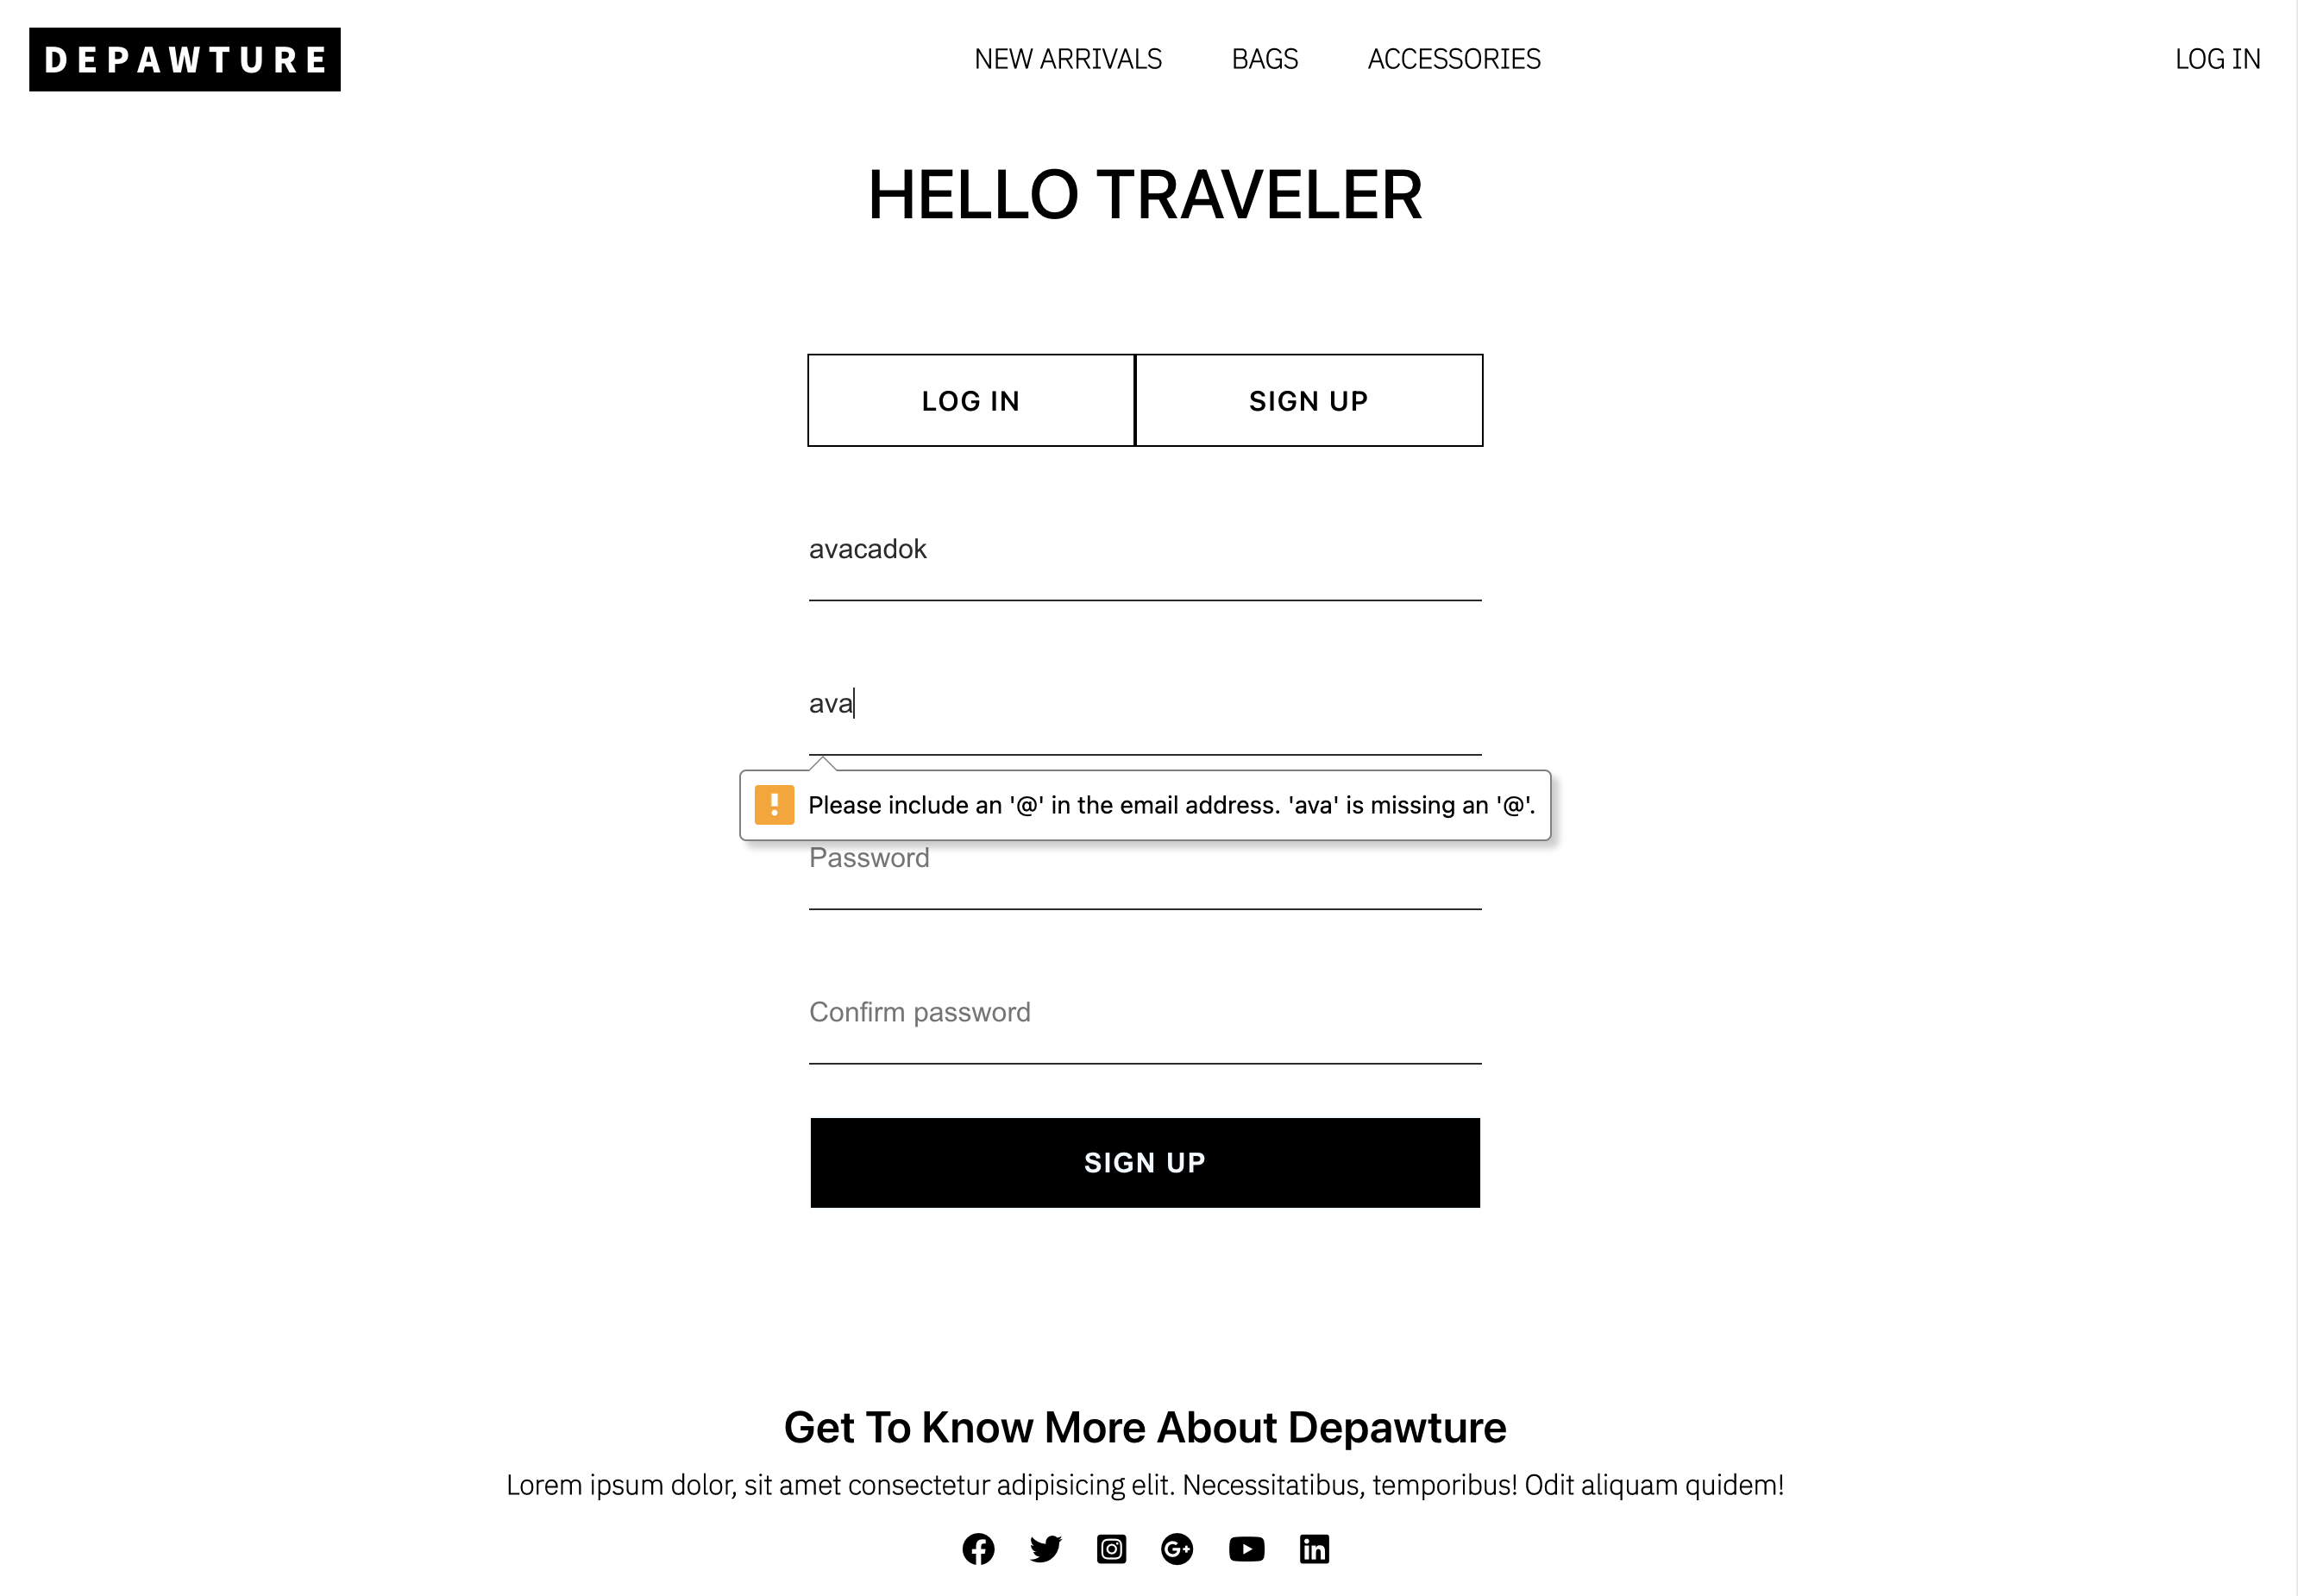 DEPAWTURE
NEW ARRIVALS BAGS ACCESSORIES
LOG IN
HELLO TRAVELER
LOG IN SIGN UP
avacadok
ava
Please include an '@' in the email address. 'ava' is missing an '@'.
Password
Confirm password
SIGN UP
Get To Know More About Depawture
Lorem ipsum dolor, sit amet consectetur adipisicing elit. Necessitatibus, temporibus! Odit aliquam quidem!